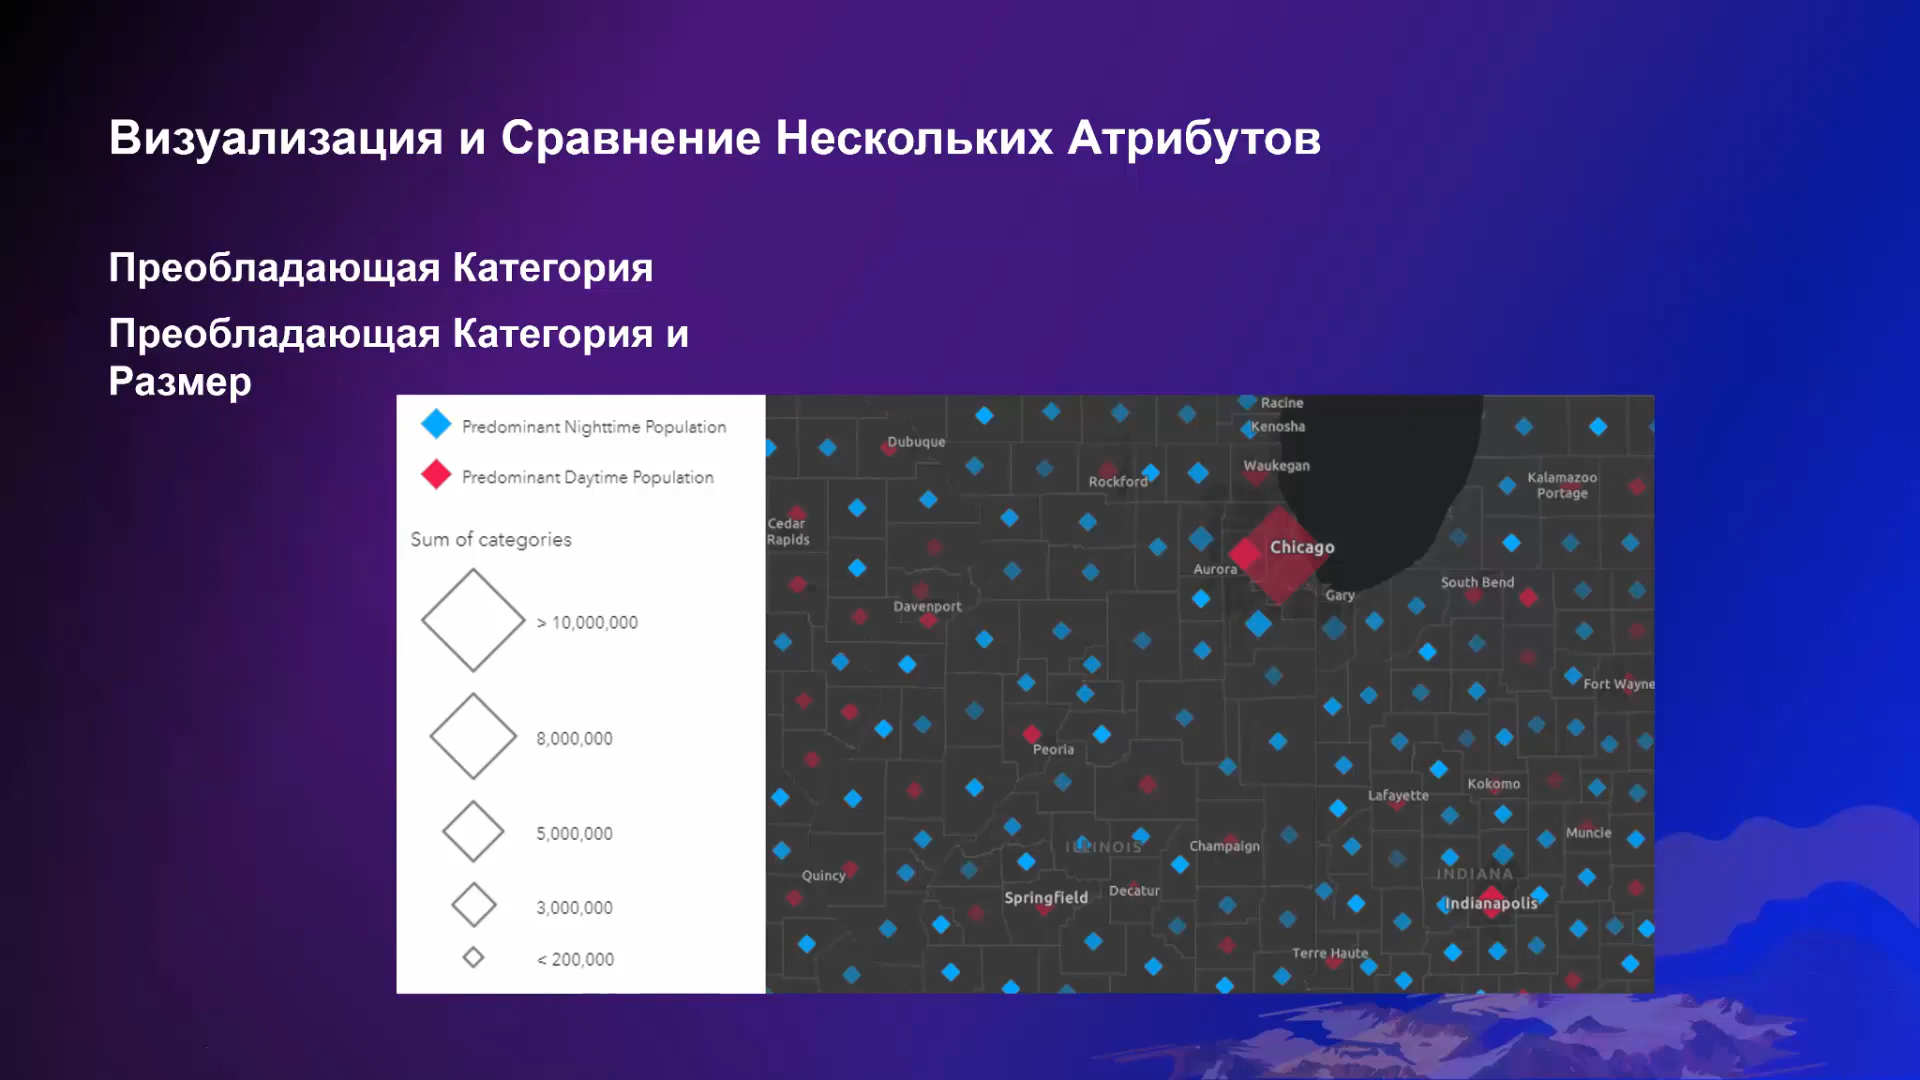 Визуализация и Сравнение Нескольких Атрибутов
Преобладающая Категория
Преобладающая Категория и
Размер
Predominant Nighttime Population
Predominant Daytime Population
Sum of categories
> 10,000,000
8,000,000
5,000,000
3,000,000
< 200,000
Racine
Kenosha
Dubuque
Waukegan
Rockford
Kalamazoo
Portage
Cedar
Rapids
Chicago
Aurora
South Bend
Gary
Davenport
Fort Wayne
Peoria
Kokomo
Lafayette
Muncie
ILLINOIS
Champaign
Quincy
INDIANA
Springfield
Decatur
Indianapolis
Terre Haute